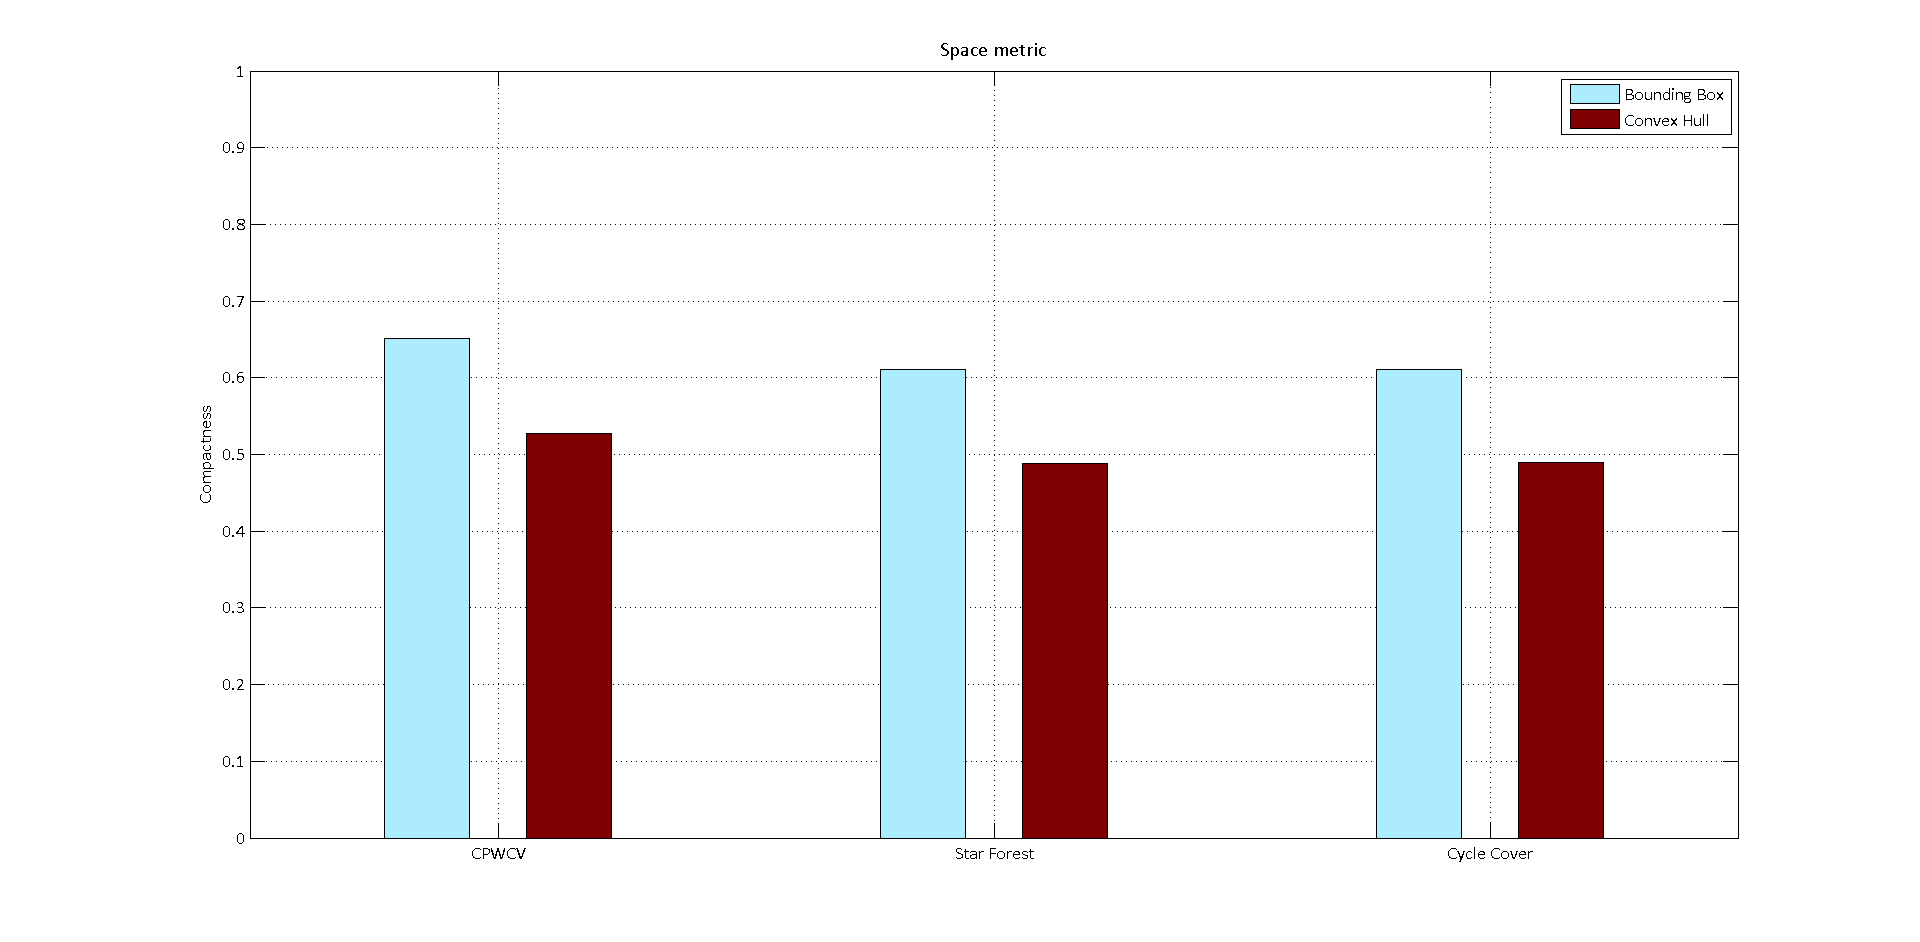 Space metric
Bounding Box
Convex Hull
1
0.9
0.8
0.7
0.6
0.5
0.4
0.3
0.2
0.1
0
Compactness
CPWCV
Star Forest
Cycle Cover